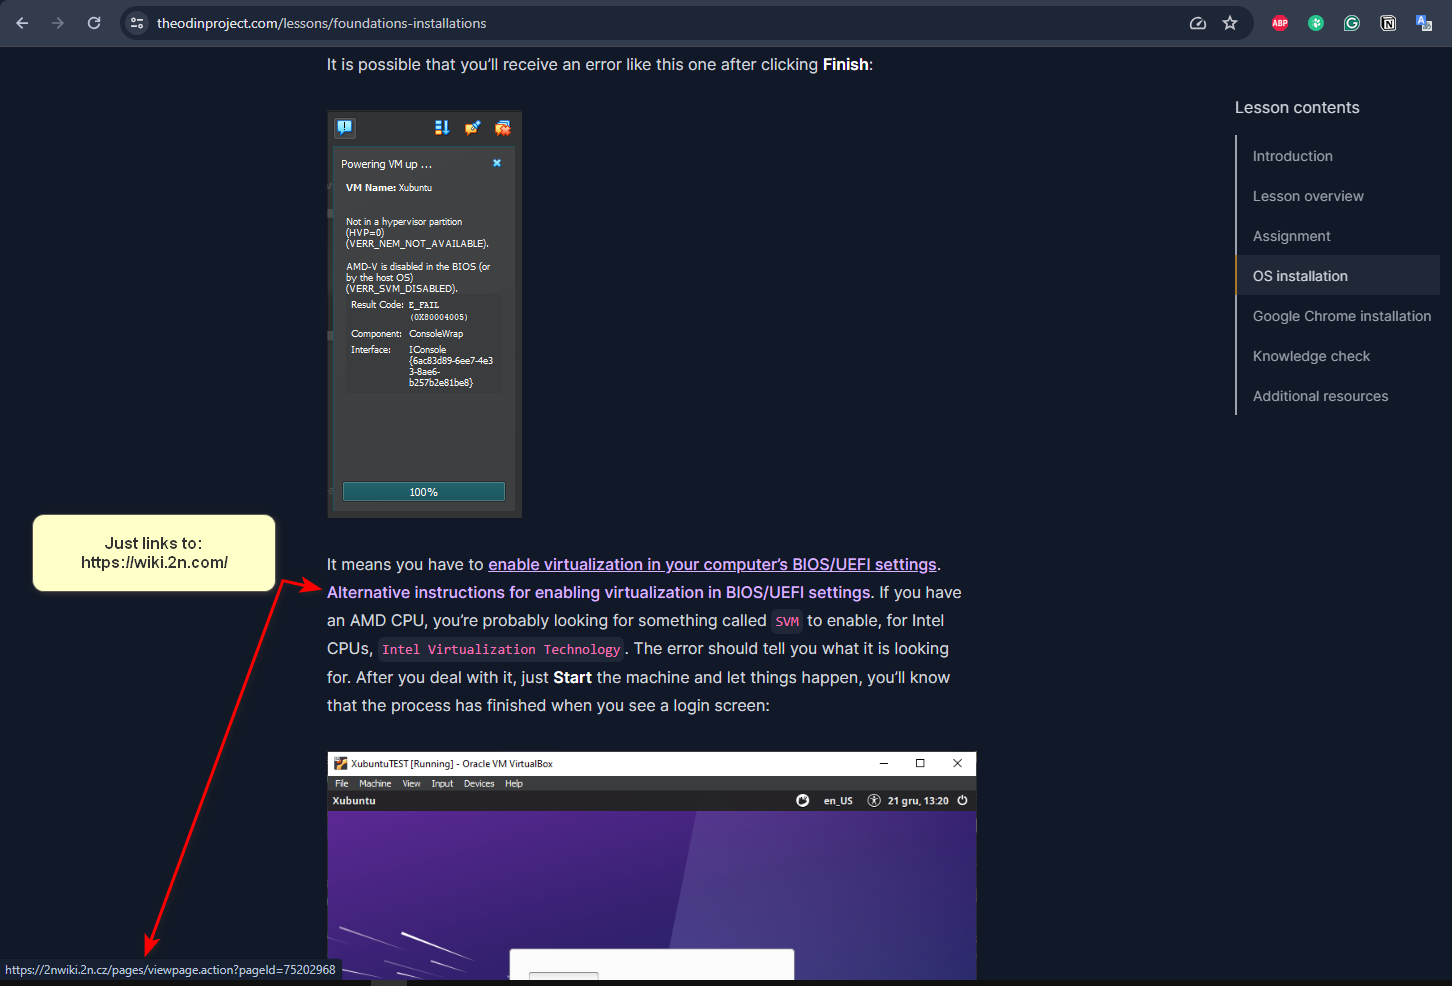 theodinproject.com/lessons/foundations-installations
ABP
It is possible that you’ll receive an error like this one after clicking Finish:
Powering VM up ...
VM Name: Xubuntu
Not in a hypervisor partition
(HVP=0)
(VERR_NEM_NOT_AVAILABLE).
AMD-V is disabled in the BIOS (or
by the host OS)
(VERR_SVM_DISABLED).
Result Code: E_FAIL
(0X80004005)
Component: ConsoleWrap
Interface: IConsole
{6ac83d89-6ee7-4e3
3-8ae6-
b257b2e81be8}
100%
Lesson contents
Introduction
Lesson overview
Assignment
OS installation
Google Chrome installation
Knowledge check
Additional resources
Just links to:
https://wiki.2n.com/
It means you have to enable virtualization in your computer’s BIOS/UEFI settings.
Alternative instructions for enabling virtualization in BIOS/UEFI settings. If you have
an AMD CPU, you’re probably looking for something called SVM to enable, for Intel
CPUs, Intel Virtualization Technology. The error should tell you what it is looking
for. After you deal with it, just Start the machine and let things happen, you’ll know
that the process has finished when you see a login screen:
XubuntuTEST [Running] - Oracle VM VirtualBox
File Machine View Input Devices Help
Xubuntu en_US 21 gru, 13:20
https://2nwiki.2n.cz/pages/viewpage.action?pageId=75202968